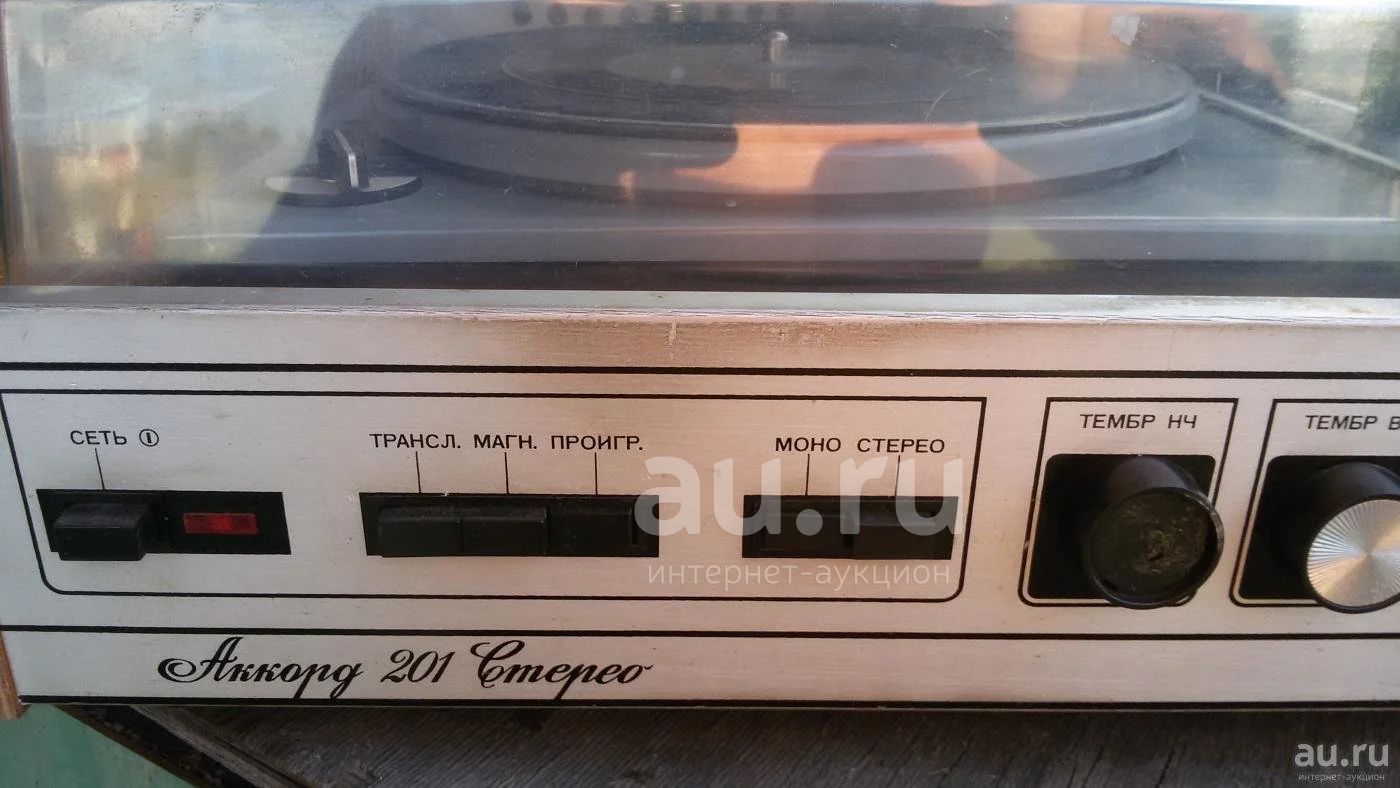 СЕТЬ
ТРАНСЛ. МАГН. ПРОИГР.
МОНО СТЕРЕО
ТЕМБР НЧ
ТЕМБР В
au.ru
интернет-аукцион
Аккорд 201 Стерео
au.ru
интернет-аукцион